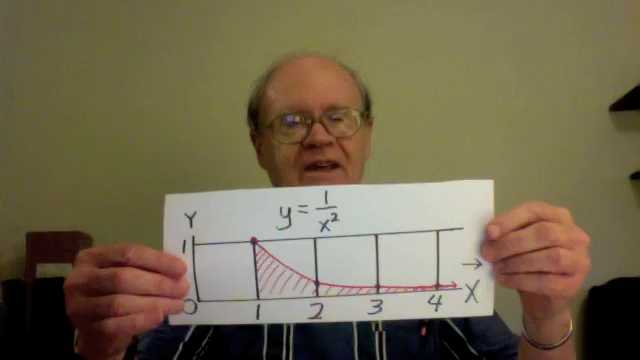 Y
y = 1/x²
1
0
1 2 3 4 → X